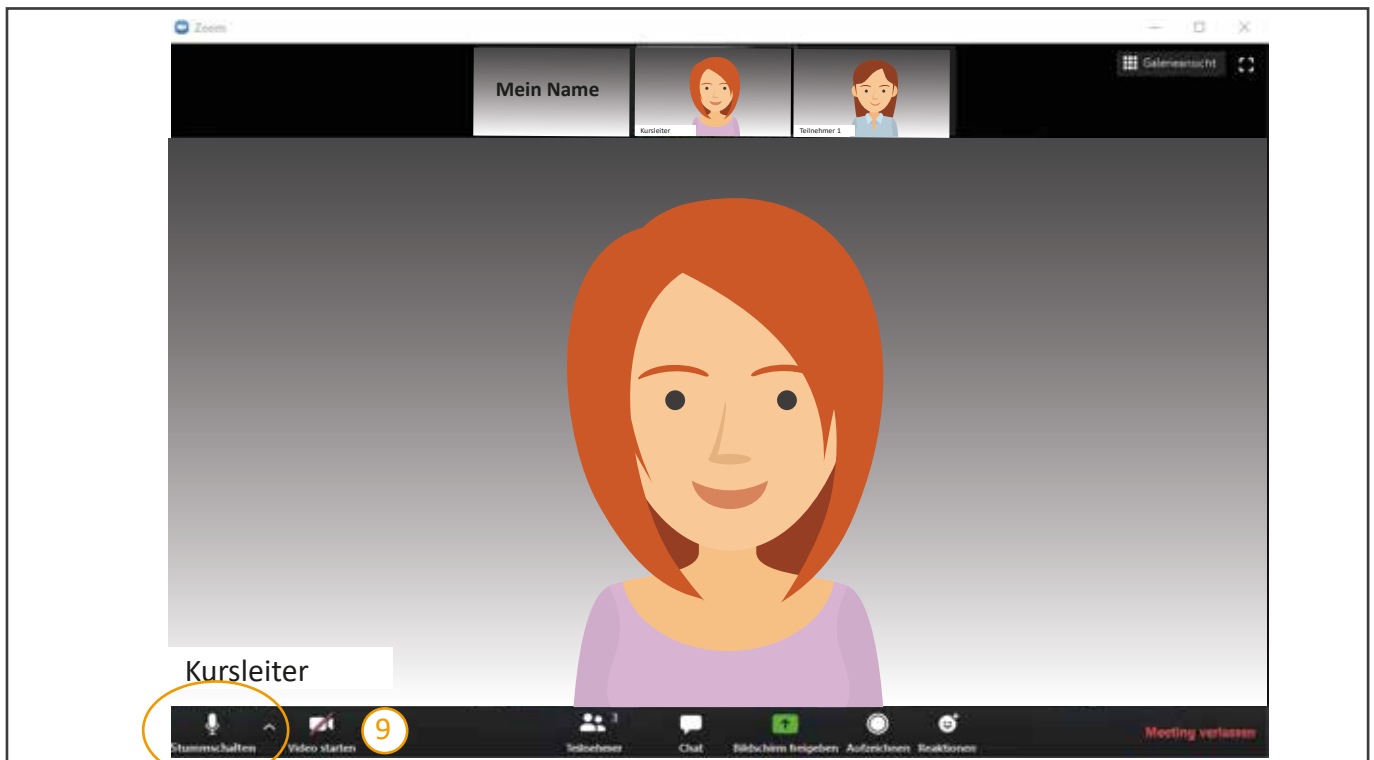 Zoom
Galerieansicht
Mein Name
Kursleiter
Teilnehmer 1
Kursleiter
9
3
Stummschalten
Video starten
Teilnehmer
Chat
Bildschirm freigeben
Aufzeichnen
Reaktionen
Meeting verlassen